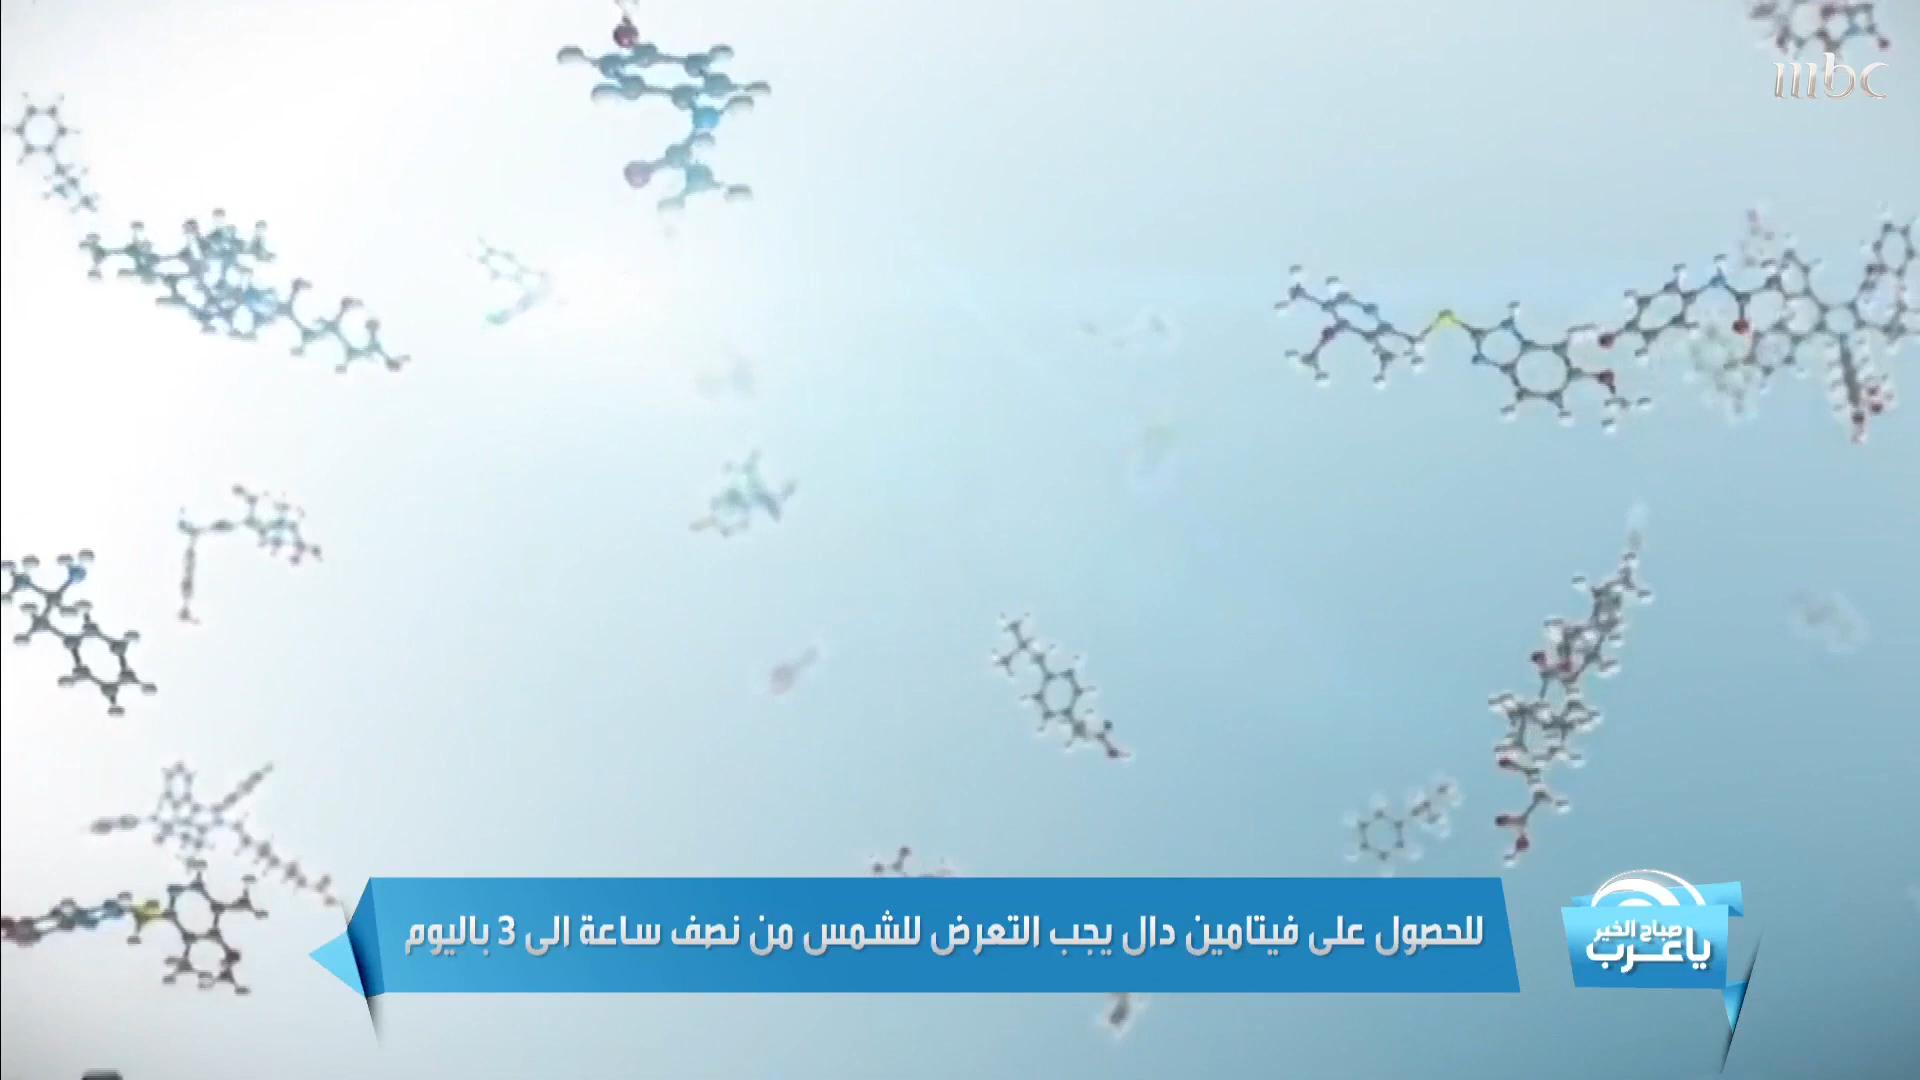 mbc
للحصول على فيتامين دال يجب التعرض للشمس من نصف ساعة الى 3 باليوم
صباح الخير
ياعرب